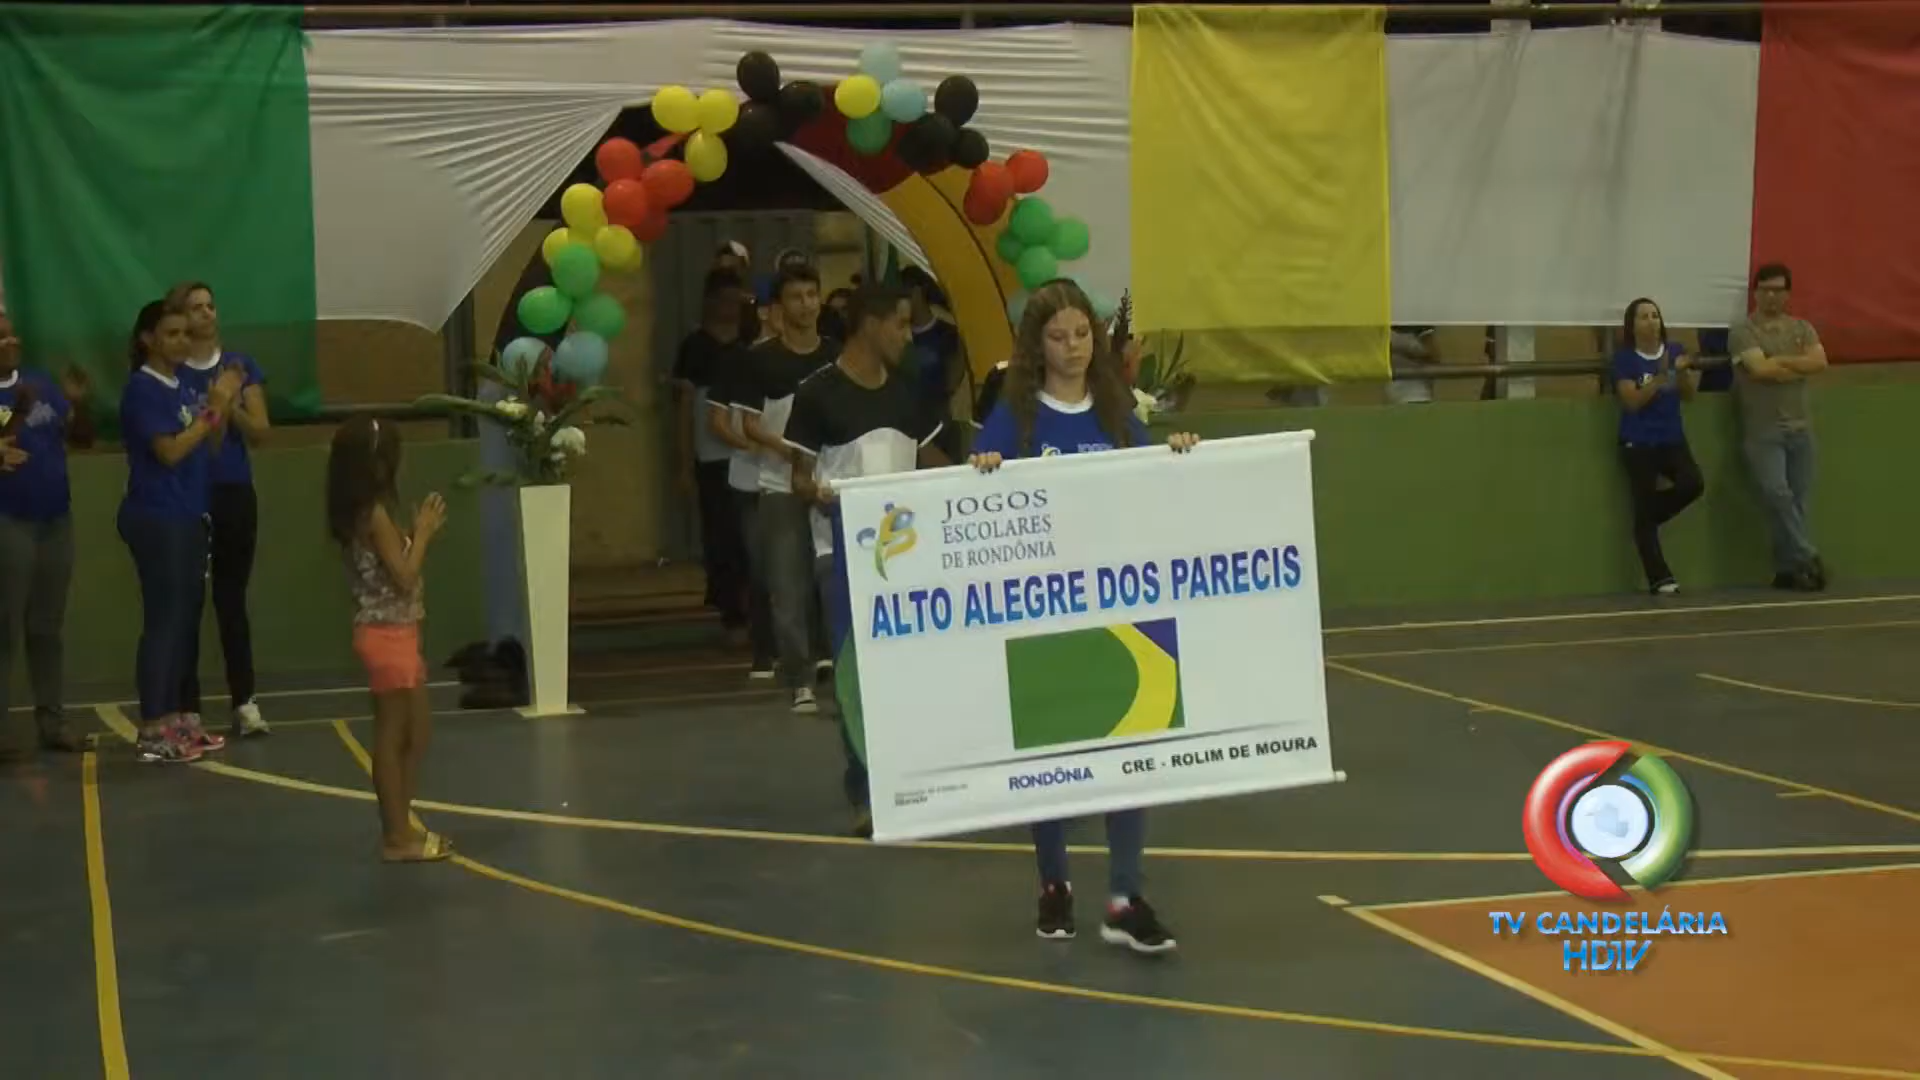 JOGOS
ESCOLARES
DE RONDÔNIA
ALTO ALEGRE DOS PARECIS
RONDÔNIA
CRE - ROLIM DE MOURA
TV CANDELÁRIA
HDTV